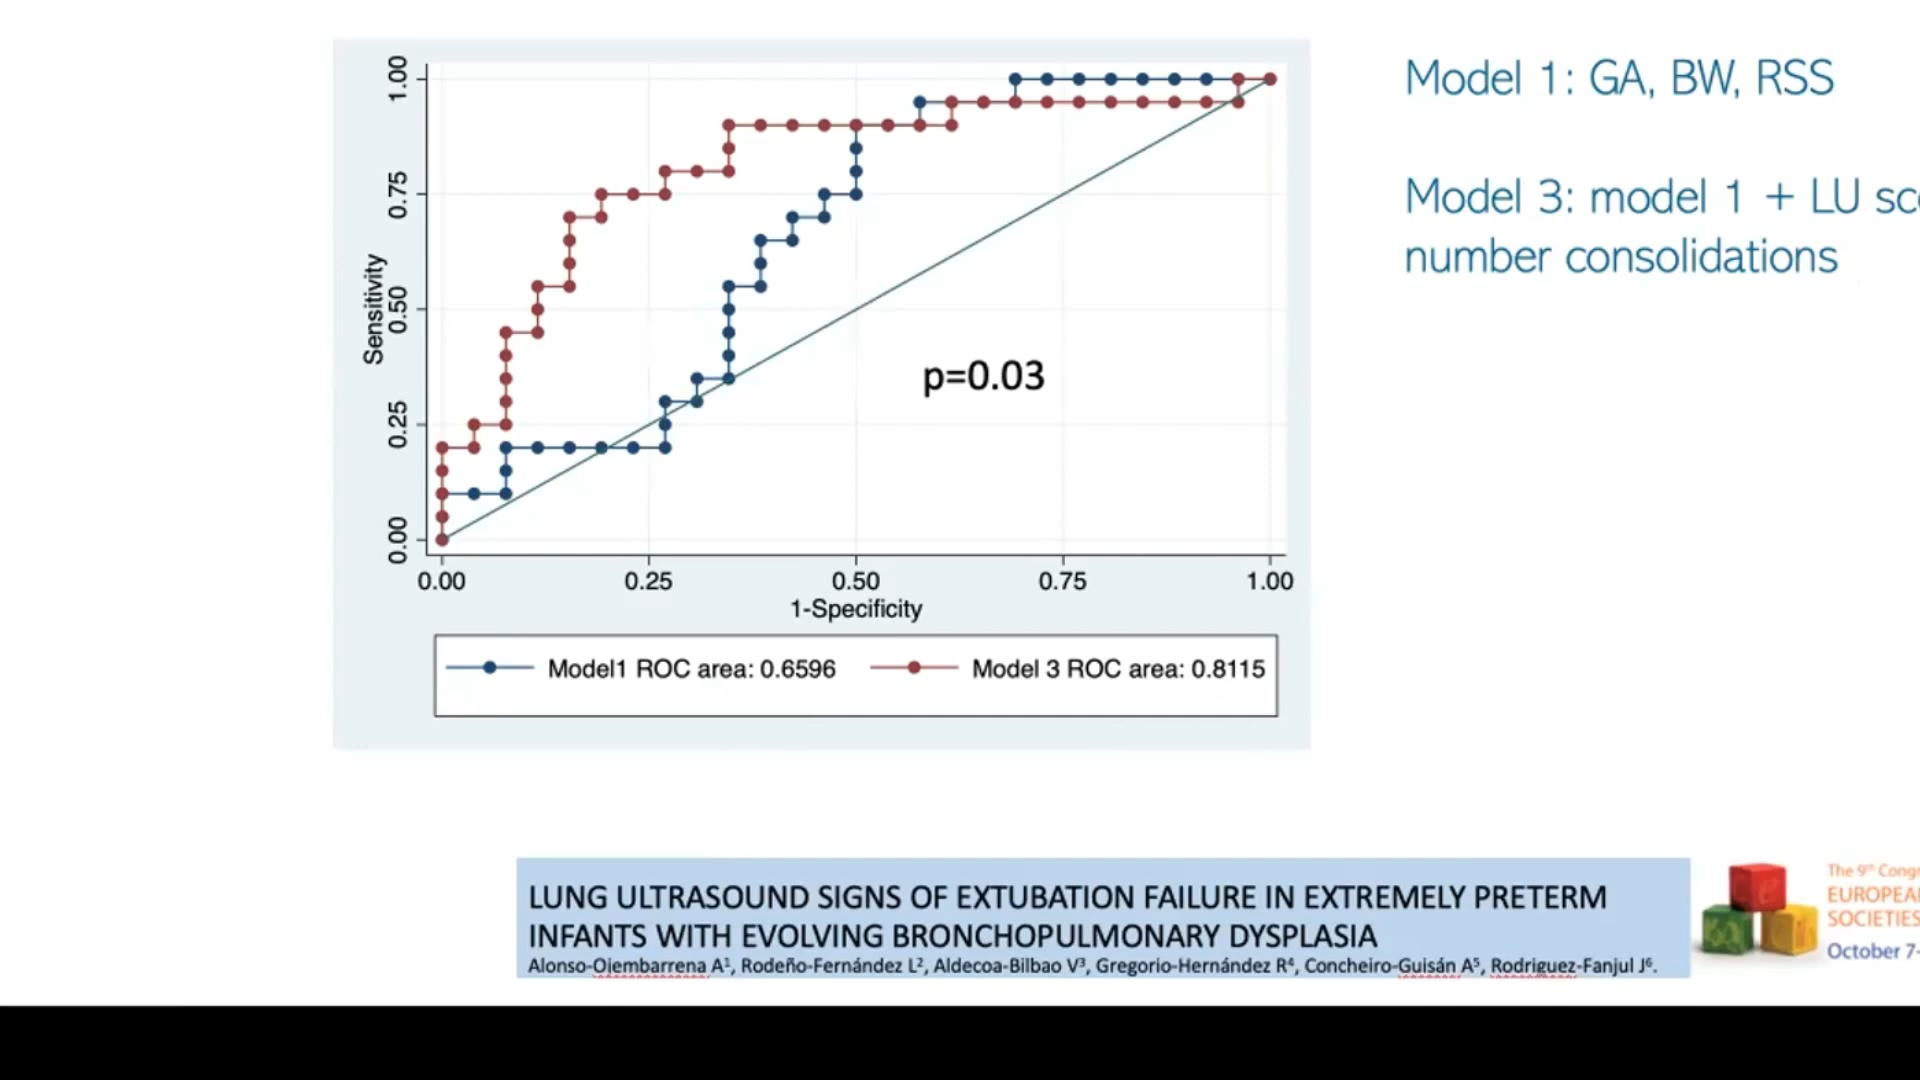 Model 1: GA, BW, RSS
Model 3: model 1 + LU
number consolidations
Sensitivity
1.00
0.75
0.50
0.25
0.00
p=0.03
0.00 0.25 0.50 0.75 1.00
1-Specificity
Model1 ROC area: 0.6596 Model 3 ROC area: 0.8115
LUNG ULTRASOUND SIGNS OF EXTUBATION FAILURE IN EXTREMELY PRETERM
INFANTS WITH EVOLVING BRONCHOPULMONARY DYSPLASIA
Alonso-Ojembarrena A¹, Rodeño-Fernández L², Aldecoa-Bilbao V³, Gregorio-Hernández R⁴, Concheiro-Guisán A⁵, Rodriguez-Fanjul J⁶.
The 9th
SOCIETIES
October 7-